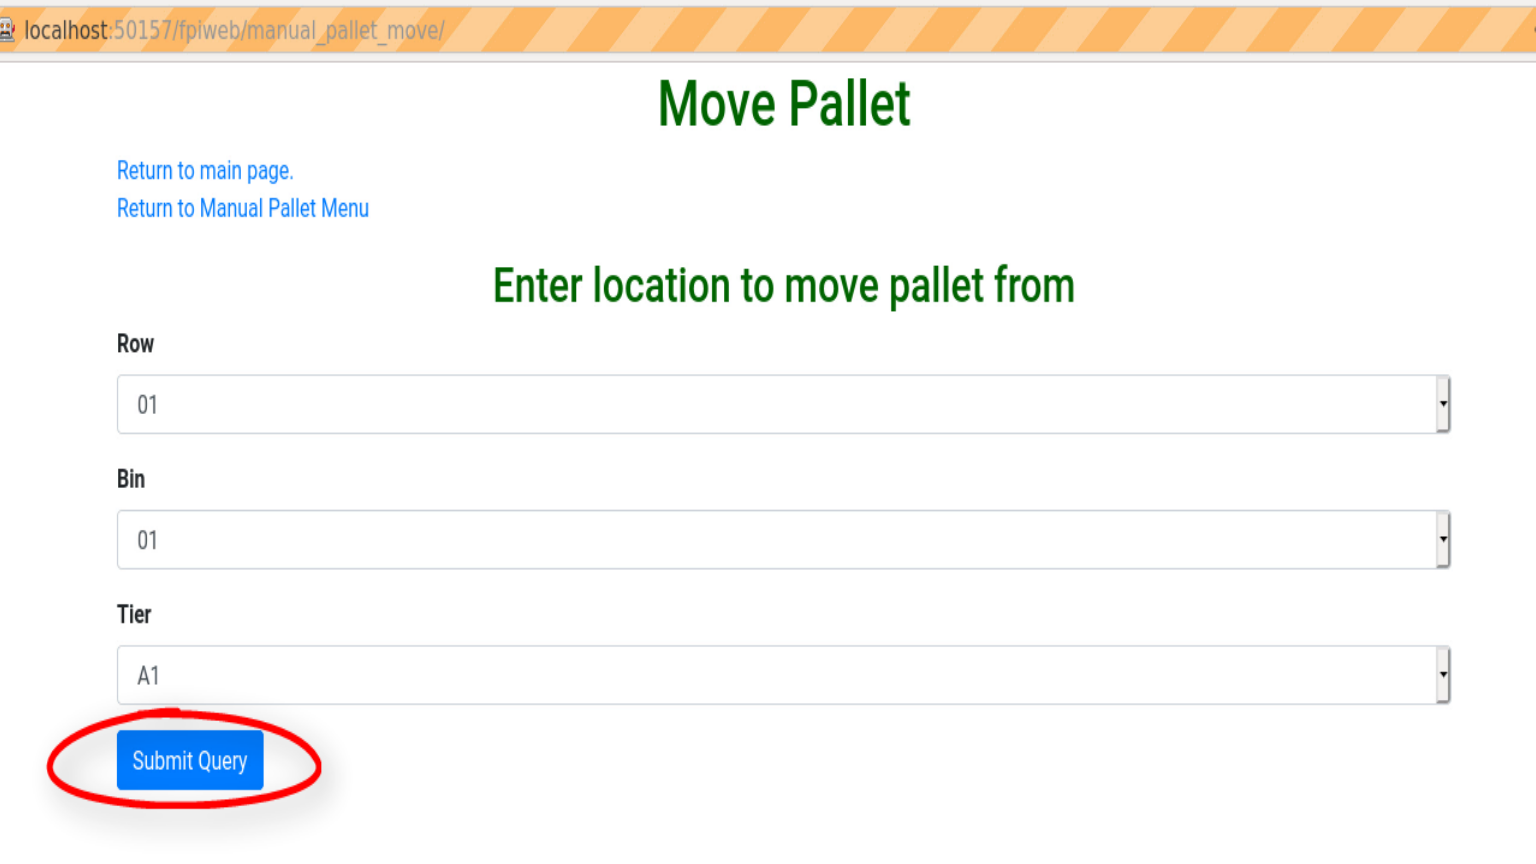 localhost:50157/fpiweb/manual_pallet_move/
Move Pallet
Return to main page.
Return to Manual Pallet Menu
Enter location to move pallet from
Row
01
Bin
01
Tier
A1
Submit Query